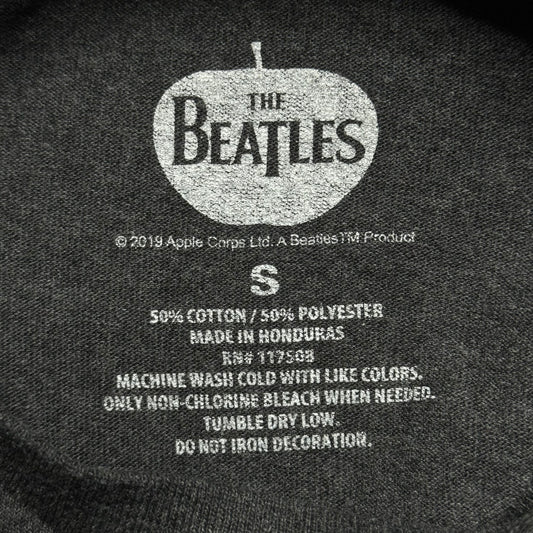 THE
BEATLES
© 2019 Apple Corps Ltd. A Beatles™ Product
S
50% COTTON / 50% POLYESTER
MADE IN HONDURAS
RN# 117508
MACHINE WASH COLD WITH LIKE COLORS.
ONLY NON-CHLORINE BLEACH WHEN NEEDED.
TUMBLE DRY LOW.
DO NOT IRON DECORATION.